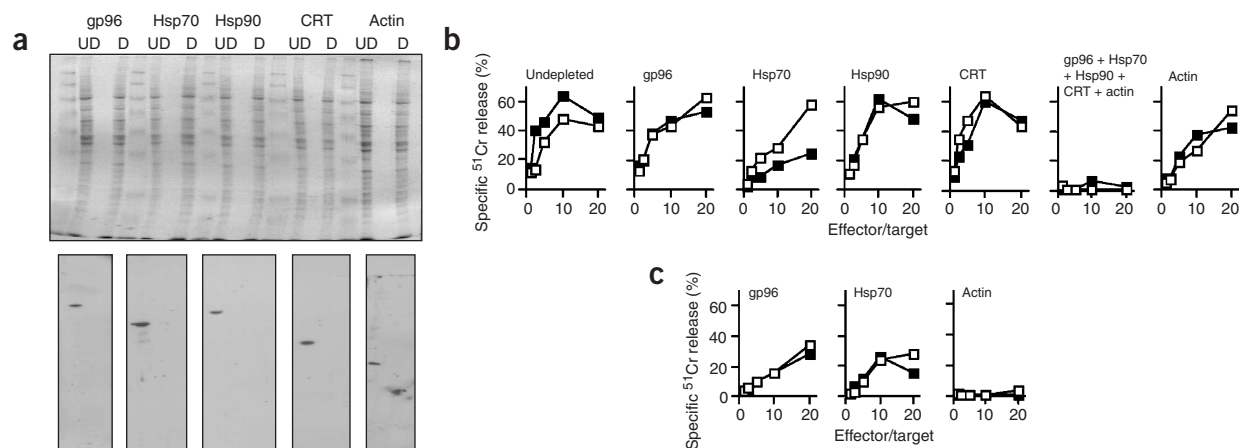 a
gp96 Hsp70 Hsp90 CRT Actin
UD D UD D UD D UD D UD D
b
Specific 51Cr release (%)
60
40
20
0
Undepleted
0 10 20
gp96
0 10 20
Hsp70
0 10 20
Hsp90
0 10 20
CRT
0 10 20
gp96 + Hsp70
+ Hsp90 +
CRT + actin
0 10 20
Actin
0 10 20
Effector/target
c
Specific 51Cr release (%)
60
40
20
0
gp96
0 10 20
Hsp70
0 10 20
Actin
0 10 20
Effector/target